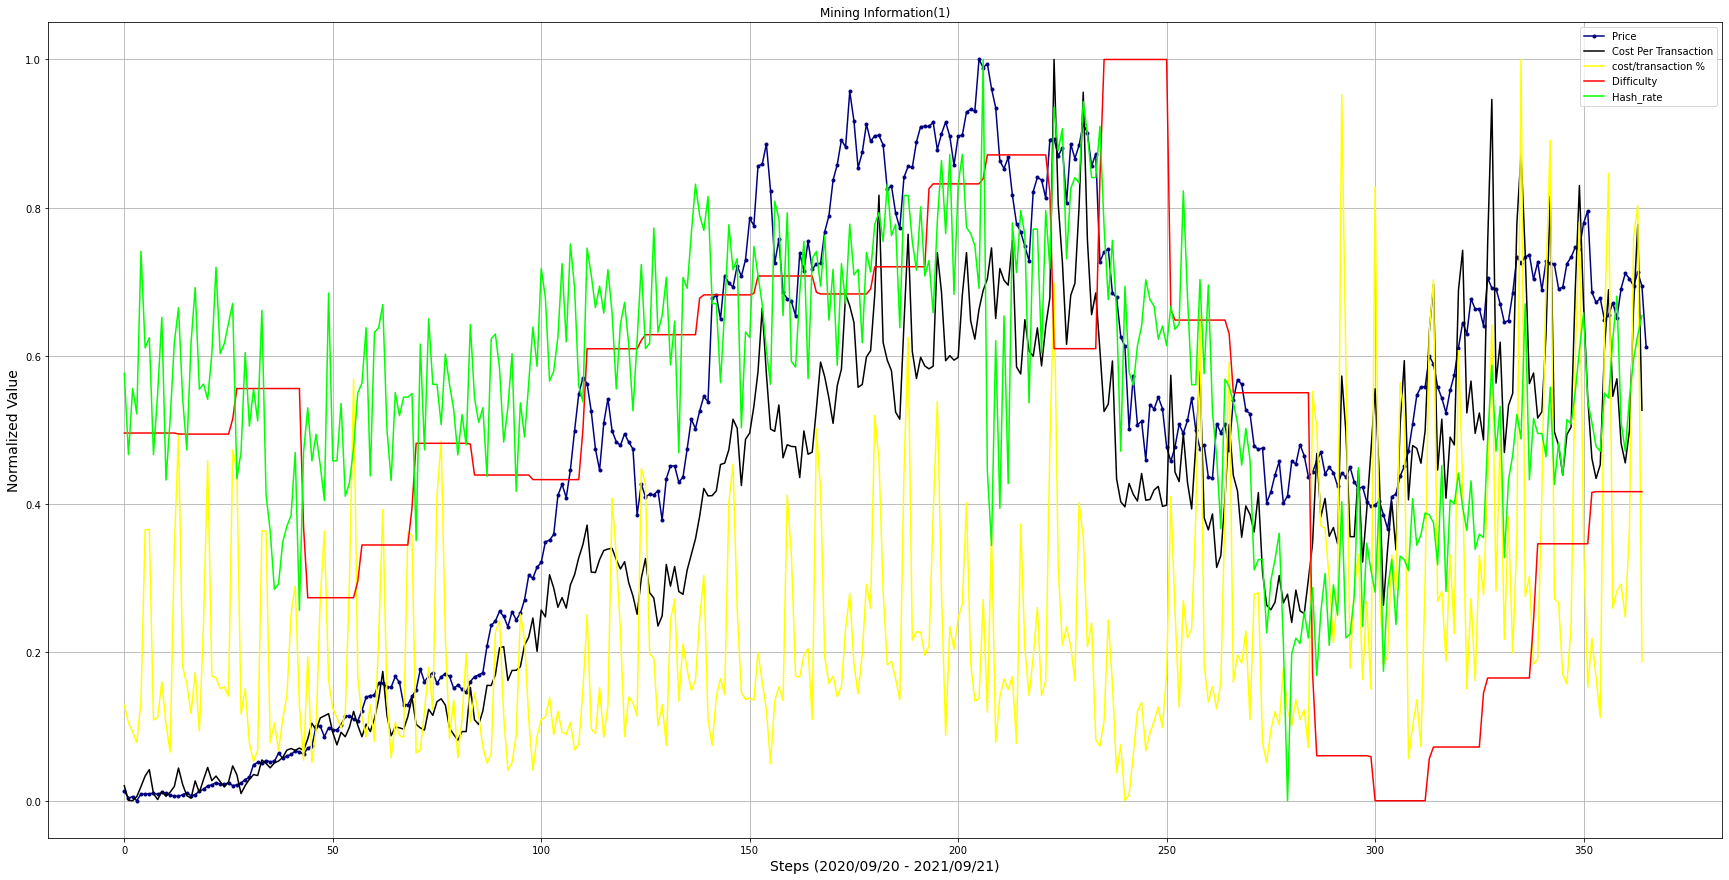 Mining Information(1)
Price
Cost Per Transaction
cost/transaction %
Difficulty
Hash_rate
1.0
0.8
0.6
0.4
0.2
0.0
Normalized Value
0 50 100 150 200 250 300 350
Steps (2020/09/20 - 2021/09/21)